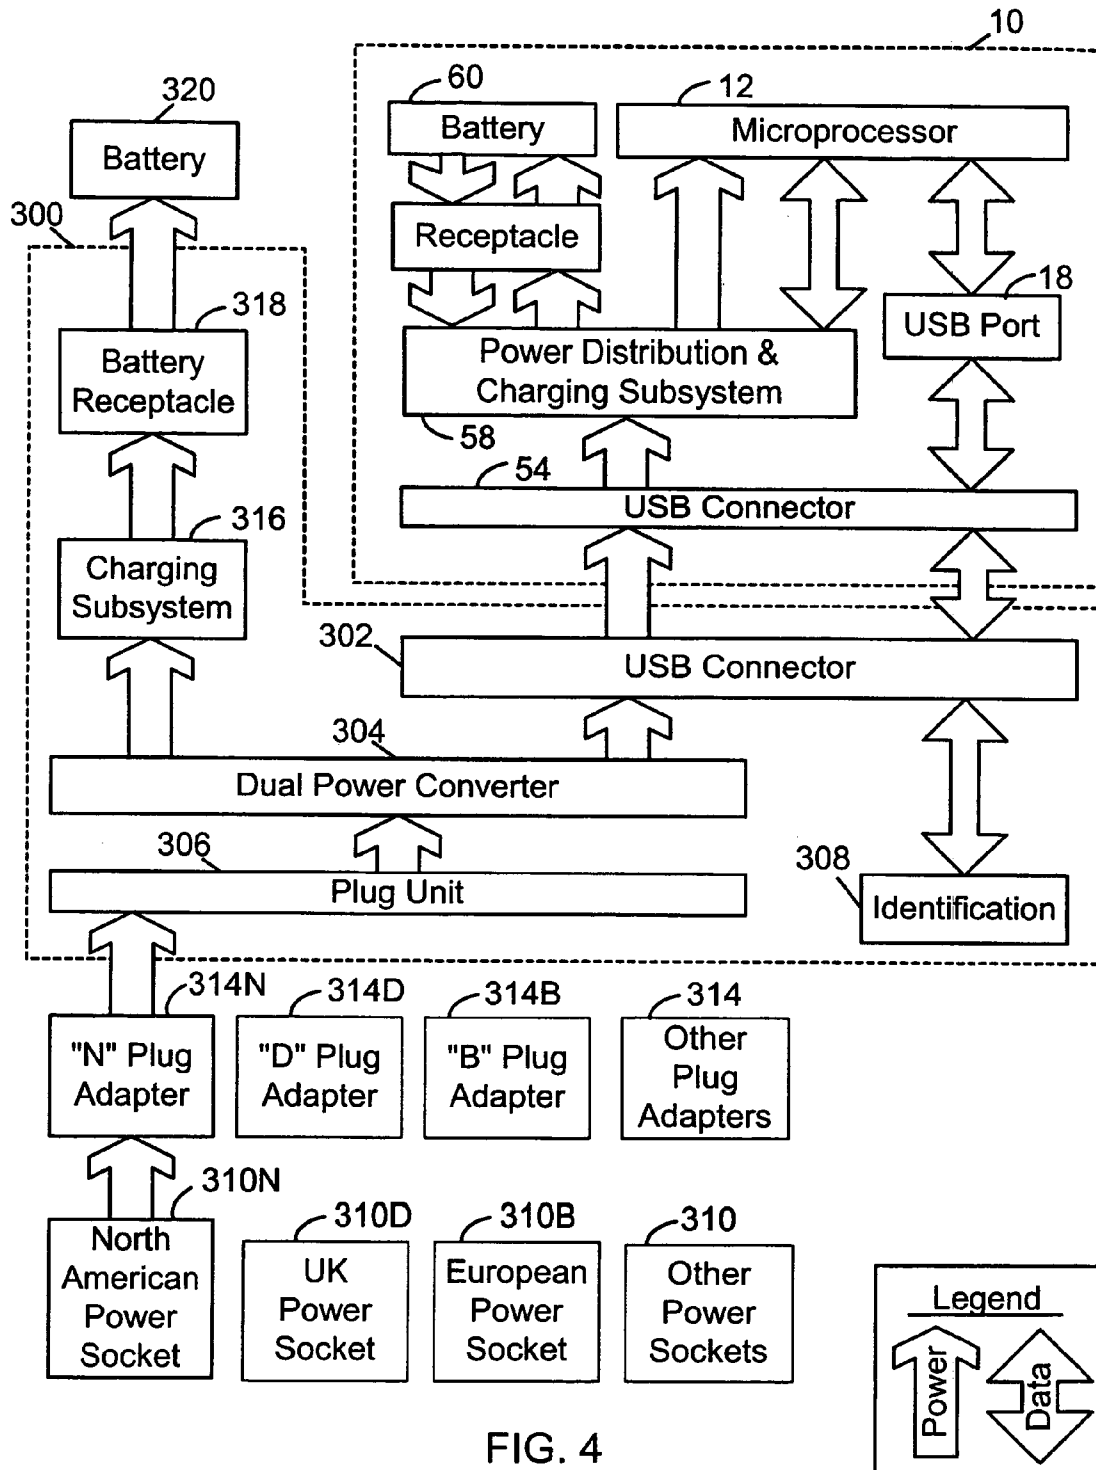 10
320
60
12
Battery
Battery
Microprocessor
300
Receptacle
318
18
Battery
Receptacle
Power Distribution &
Charging Subsystem
USB Port
58
54
316
USB Connector
Charging
Subsystem
302
USB Connector
304
Dual Power Converter
306
308
Plug Unit
Identification
314N
314D
314B
314
"N" Plug
Adapter
"D" Plug
Adapter
"B" Plug
Adapter
Other
Plug
Adapters
310N
310D
310B
310
North
American
Power
Socket
UK
Power
Socket
European
Power
Socket
Other
Power
Sockets
Legend
Power
Data
FIG. 4